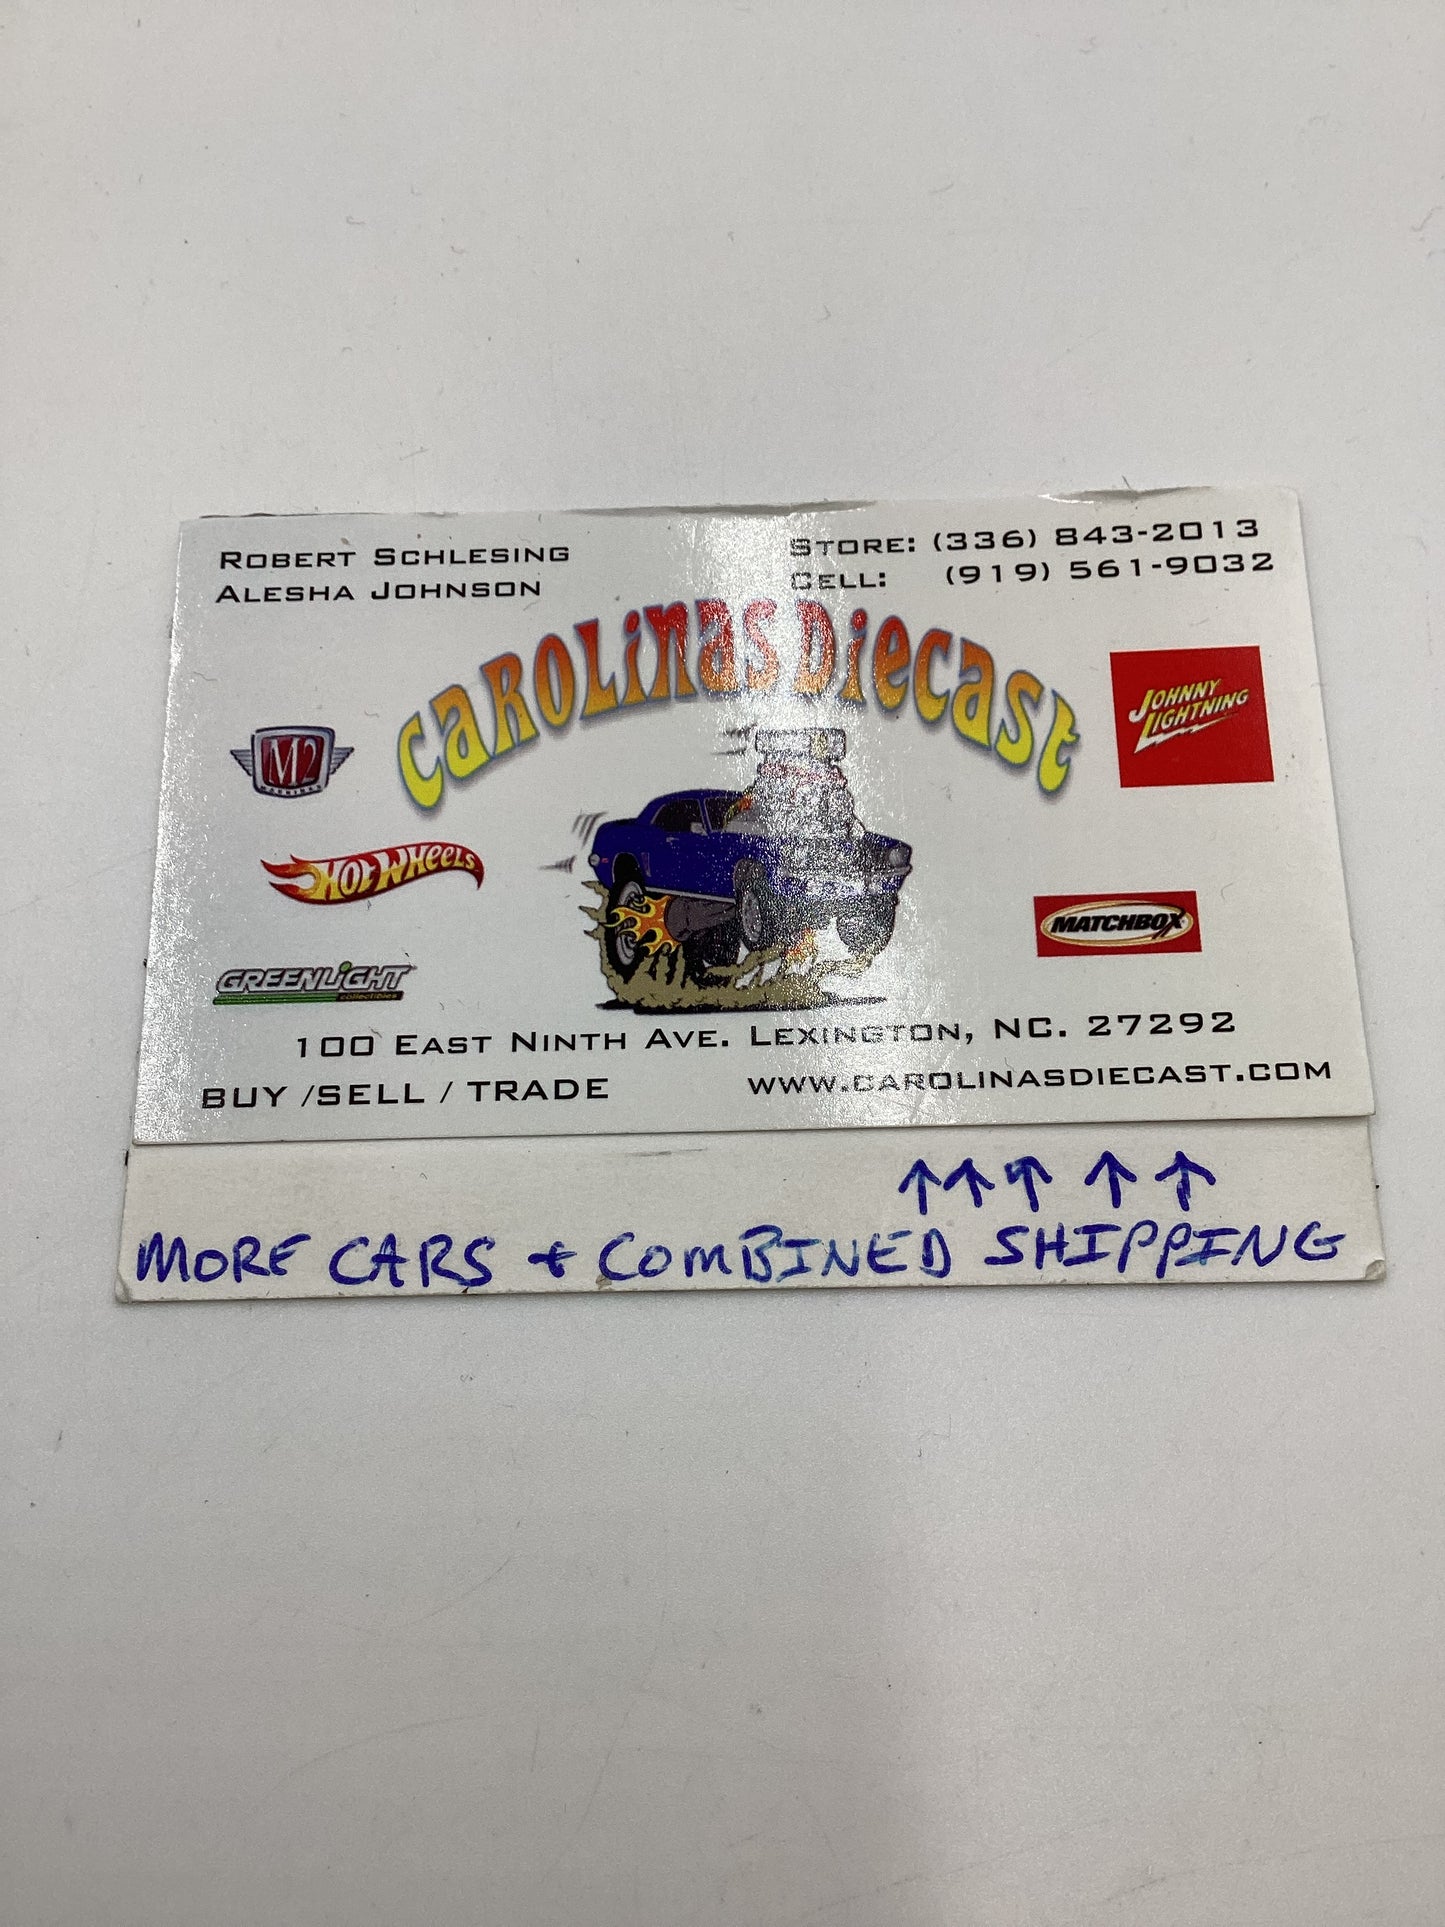 ROBERT SCHLESING
ALESHA JOHNSON
STORE: (336) 843-2013
CELL: (919) 561-9032
CAROLINAS DIECAST
JOHNNY
LIGHTNING
M2
MACHINES
HOT WHEELS
MATCHBOX
GREENLIGHT
collectibles
100 EAST NINTH AVE. LEXINGTON, NC. 27292
BUY /SELL / TRADE
WWW.CAROLINASDIECAST.COM
↑ ↑ ↑ ↑ ↑
MORE CARS + COMBINED SHIPPING